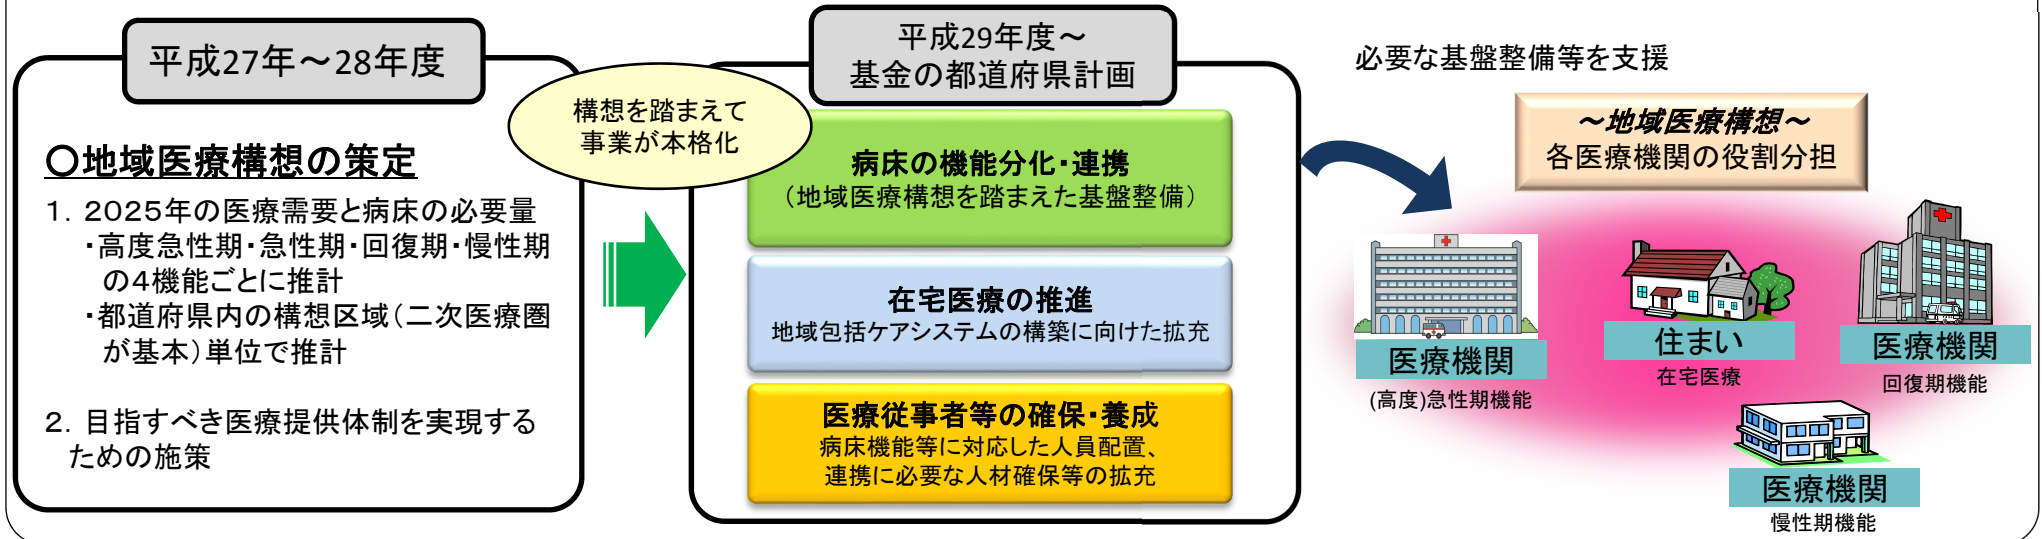 平成27年～28年度
〇地域医療構想の策定
1．2025年の医療需要と病床の必要量
・高度急性期・急性期・回復期・慢性期
の4機能ごとに推計
・都道府県内の構想区域（二次医療圏
が基本）単位で推計
2．目指すべき医療提供体制を実現する
ための施策
構想を踏まえて
事業が本格化
平成29年度～
基金の都道府県計画
病床の機能分化・連携
（地域医療構想を踏まえた基盤整備）
在宅医療の推進
地域包括ケアシステムの構築に向けた拡充
医療従事者等の確保・養成
病床機能等に対応した人員配置、
連携に必要な人材確保等の拡充
必要な基盤整備等を支援
～地域医療構想～
各医療機関の役割分担
医療機関
(高度)急性期機能
住まい
在宅医療
医療機関
回復期機能
医療機関
慢性期機能